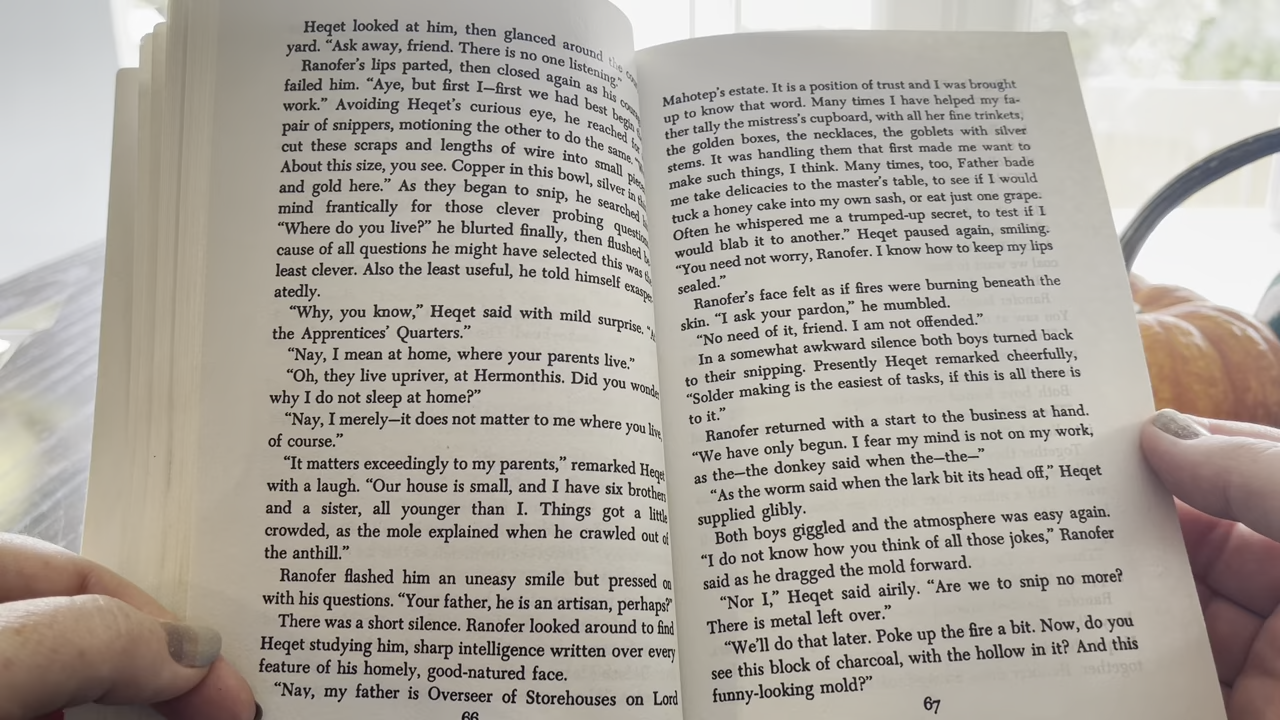 Heqet looked at him, then glanced around the
yard. “Ask away, friend. There is no one listening.”
Ranofer’s lips parted, then closed again as his
failed him. “Aye, but first I—first we had best begin
work.” Avoiding Heqet’s curious eye, he reached for
pair of snippers, motioning the other to do the same.
cut these scraps and lengths of wire into small
About this size, you see. Copper in this bowl, silver in
and gold here.” As they began to snip, he searched
mind frantically for those clever probing
“Where do you live?” he blurted finally, then flushed
cause of all questions he might have selected this was
least clever. Also the least useful, he told himself
atedly.
“Why, you know,” Heqet said with mild surprise.
the Apprentices’ Quarters.”
“Nay, I mean at home, where your parents live.”
“Oh, they live upriver, at Hermonthis. Did you
why I do not sleep at home?”
“Nay, I merely—it does not matter to me where you live,
of course.”
“It matters exceedingly to my parents,” remarked Heqet
with a laugh. “Our house is small, and I have six brothers
and a sister, all younger than I. Things got a little
crowded, as the mole explained when he crawled out of
the anthill.”
Ranofer flashed him an uneasy smile but pressed on
with his questions. “Your father, he is an artisan, perhaps?”
There was a short silence. Ranofer looked around to find
Heqet studying him, sharp intelligence written over every
feature of his homely, good-natured face.
“Nay, my father is Overseer of Storehouses on Lord
66
Mahotep’s estate. It is a position of trust and I was brought
up to know that word. Many times I have helped my fa-
ther tally the mistress’s cupboard, with all her fine trinkets,
the golden boxes, the necklaces, the goblets with silver
stems. It was handling them that first made me want to
make such things, I think. Many times, too, Father bade
me take delicacies to the master’s table, to see if I would
tuck a honey cake into my own sash, or eat just one grape.
Often he whispered me a trumped-up secret, to test if I
would blab it to another.” Heqet paused again, smiling.
“You need not worry, Ranofer. I know how to keep my lips
sealed.”
Ranofer’s face felt as if fires were burning beneath the
skin. “I ask your pardon,” he mumbled.
“No need of it, friend. I am not offended.”
In a somewhat awkward silence both boys turned back
to their snipping. Presently Heqet remarked cheerfully,
“Solder making is the easiest of tasks, if this is all there is
to it.”
Ranofer returned with a start to the business at hand.
“We have only begun. I fear my mind is not on my work,
as the—the donkey said when the—the—”
“As the worm said when the lark bit its head off,” Heqet
supplied glibly.
Both boys giggled and the atmosphere was easy again.
“I do not know how you think of all those jokes,” Ranofer
said as he dragged the mold forward.
“Nor I,” Heqet said airily. “Are we to snip no more?
There is metal left over.”
“We’ll do that later. Poke up the fire a bit. Now, do you
see this block of charcoal, with the hollow in it? And this
funny-looking mold?”
67